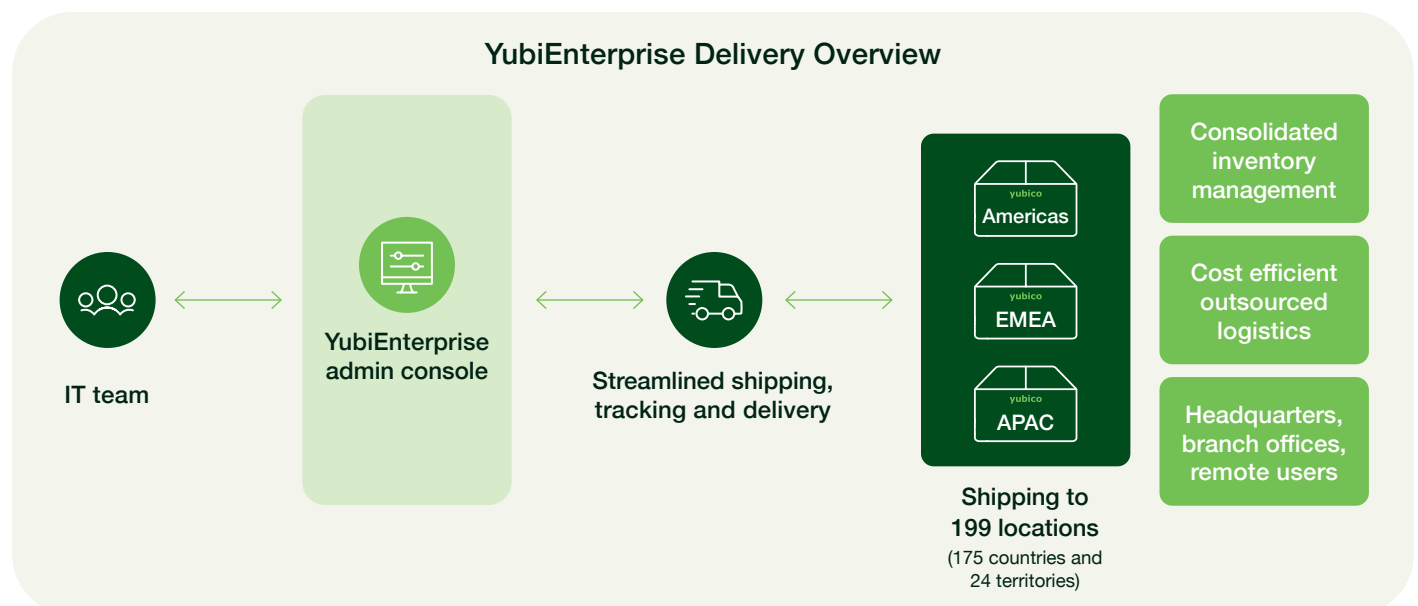 YubiEnterprise Delivery Overview
IT team
YubiEnterprise
admin console
Streamlined shipping,
tracking and delivery
yubico
Americas
yubico
EMEA
yubico
APAC
Shipping to
199 locations
(175 countries and
24 territories)
Consolidated
inventory
management
Cost efficient
outsourced
logistics
Headquarters,
branch offices,
remote users